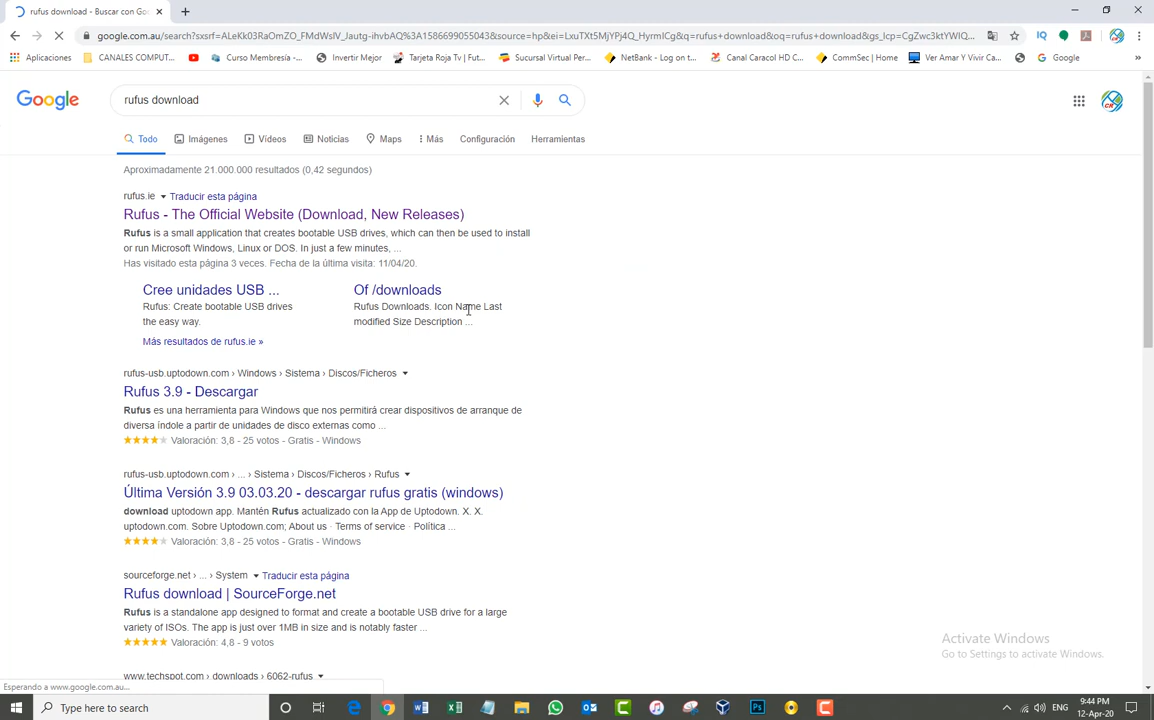 rufus download - Buscar con Go
google.com.au/search?sxsrf=ALeKk03RaOmZO_FMdWslV_Jautg-ihvbAQ%3A1586699055043&source=hp&ei=LxuTXt5MjYPj4Q_HyrmICg&q=rufus+download&oq=rufus+download&gs_lcp=CgZwc3ktYWIQ...
Aplicaciones
CANALES COMPUT...
Curso Membresía -...
Invertir Mejor
Tarjeta Roja Tv | Fut...
Sucursal Virtual Per...
NetBank - Log on t...
Canal Caracol HD C...
CommSec | Home
Ver Amar Y Vivir Ca...
Google
»
Google
rufus download
Todo
Imágenes
Vídeos
Noticias
Maps
Más
Configuración
Herramientas
Aproximadamente 21.000.000 resultados (0,42 segundos)
rufus.ie ▾ Traducir esta página
Rufus - The Official Website (Download, New Releases)
Rufus is a small application that creates bootable USB drives, which can then be used to install
or run Microsoft Windows, Linux or DOS. In just a few minutes, ...
Has visitado esta página 3 veces. Fecha de la última visita: 11/04/20.
Cree unidades USB ...
Rufus: Create bootable USB drives
the easy way.
Of /downloads
Rufus Downloads. Icon Name Last
modified Size Description ...
Más resultados de rufus.ie »
rufus-usb.uptodown.com › Windows › Sistema › Discos/Ficheros ▾
Rufus 3.9 - Descargar
Rufus es una herramienta para Windows que nos permitirá crear dispositivos de arranque de
diversa índole a partir de unidades de disco externas como ...
★★★★★ Valoración: 3,8 - 25 votos - Gratis - Windows
rufus-usb.uptodown.com › ... › Sistema › Discos/Ficheros › Rufus ▾
Última Versión 3.9 03.03.20 - descargar rufus gratis (windows)
download uptodown app. Mantén Rufus actualizado con la App de Uptodown. X. X.
uptodown.com. Sobre Uptodown.com; About us · Terms of service · Política ...
★★★★★ Valoración: 3,8 - 25 votos - Gratis - Windows
sourceforge.net › ... › System ▾ Traducir esta página
Rufus download | SourceForge.net
Rufus is a standalone app designed to format and create a bootable USB drive for a large
variety of ISOs. The app is just over 1MB in size and is notably faster ...
★★★★★ Valoración: 4,8 - 9 votos
www.techspot.com › downloads › 6062-rufus ▾
Activate Windows
Go to Settings to activate Windows.
Esperando a www.google.com.au...
Type here to search
ENG
9:44 PM
12-Apr-20